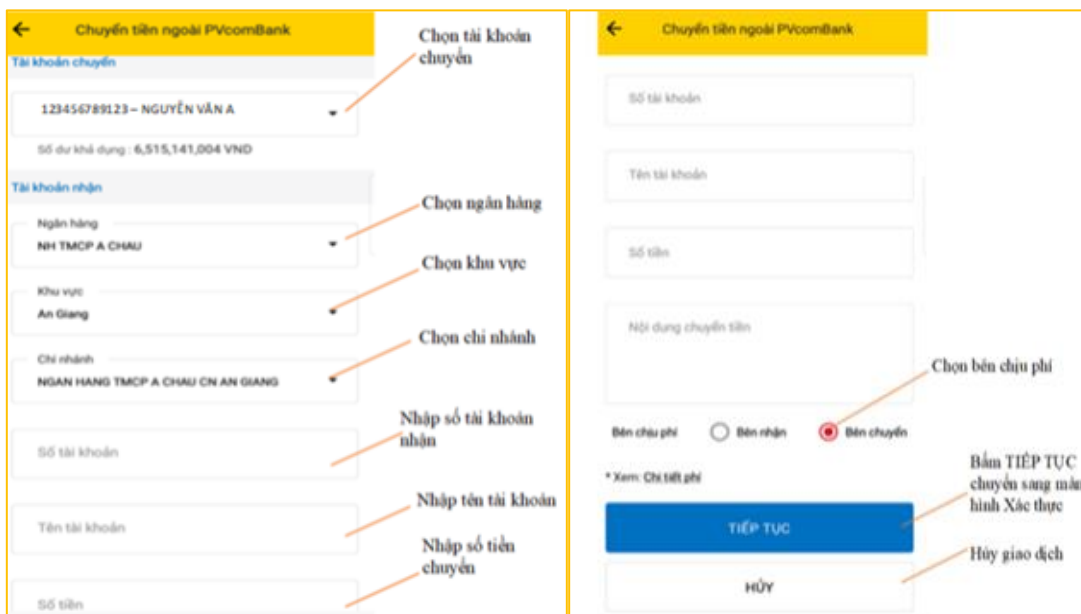 Chuyển tiền ngoài PVcomBank
Tài khoản chuyển
123456789123 – NGUYỄN VĂN A
Số dư khả dụng : 6,515,141,004 VND
Tài khoản nhận
Ngân hàng
NH TMCP A CHAU
Khu vực
An Giang
Chi nhánh
NGAN HANG TMCP A CHAU CN AN GIANG
Số tài khoản
Tên tài khoản
Số tiền
Chọn tài khoản
chuyển
Chọn ngân hàng
Chọn khu vực
Chọn chi nhánh
Nhập số tài khoản
nhận
Nhập tên tài khoản
Nhập số tiền
chuyển
Chuyển tiền ngoài PVcomBank
Số tài khoản
Tên tài khoản
Số tiền
Nội dung chuyển tiền
Bên chịu phí Bên nhận Bên chuyển
* Xem: Chi tiết phí
TIẾP TỤC
HỦY
Chọn bên chịu phí
Bấm TIẾP TỤC
chuyển sang màn
hình Xác thực
Hủy giao dịch